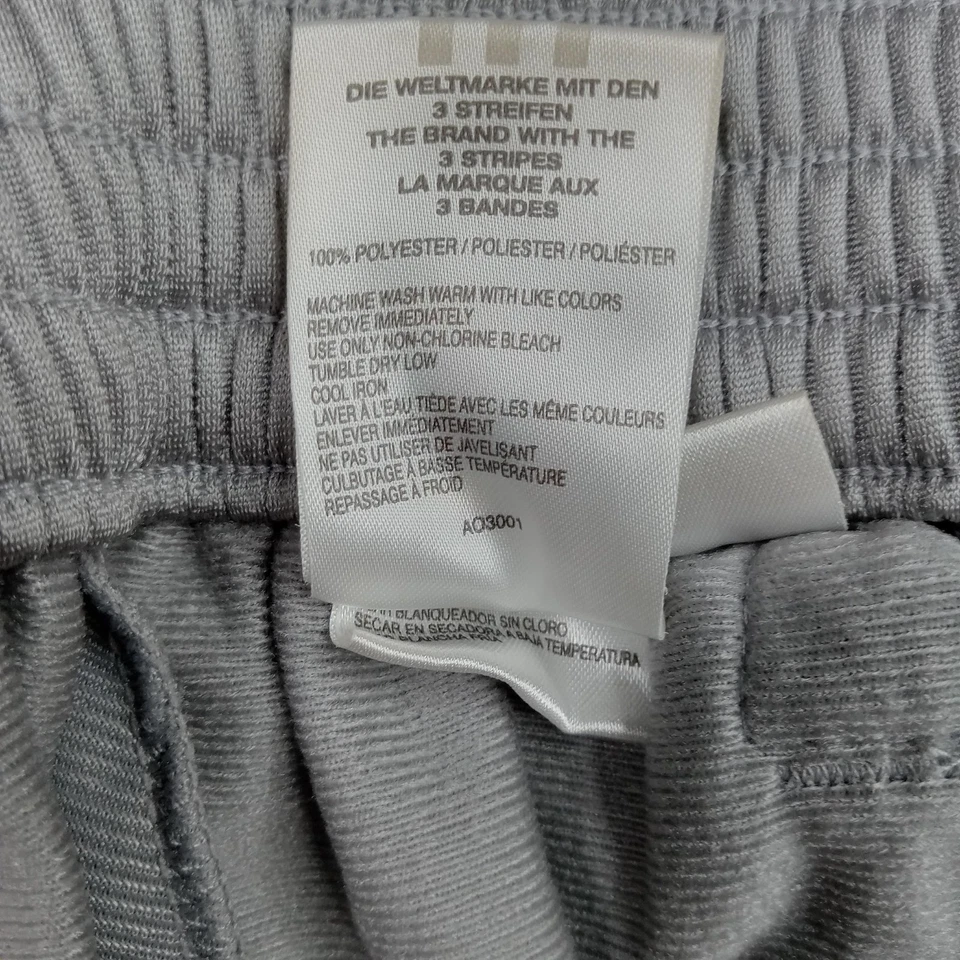 DIE WELTMARKE MIT DEN
3 STREIFEN
THE BRAND WITH THE
3 STRIPES
LA MARQUE AUX
3 BANDES
100% POLYESTER / POLIESTER / POLIÉSTER
MACHINE WASH WARM WITH LIKE COLORS
REMOVE IMMEDIATELY
USE ONLY NON-CHLORINE BLEACH
TUMBLE DRY LOW
COOL IRON
LAVER À L'EAU TIÈDE AVEC LES MÊME COULEURS
ENLEVER IMMÉDIATEMENT
NE PAS UTILISER DE JAVELISANT
CULBUTAGE À BASSE TEMPÉRATURE
REPASSAGE À FROID
AO3001
BLANQUEADOR SIN CLORO
SECAR EN SECADORA A BAJA TEMPERATURA
PLANCHA FRIA